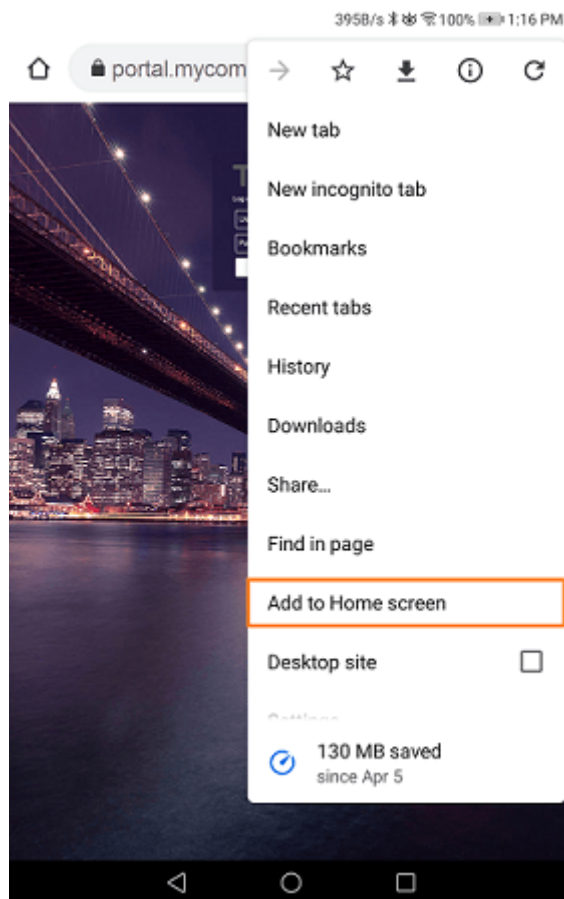 395B/s 100% 1:16 PM
portal.mycom
New tab
New incognito tab
Bookmarks
Recent tabs
History
Downloads
Share...
Find in page
Add to Home screen
Desktop site
Settings
130 MB saved
since Apr 5